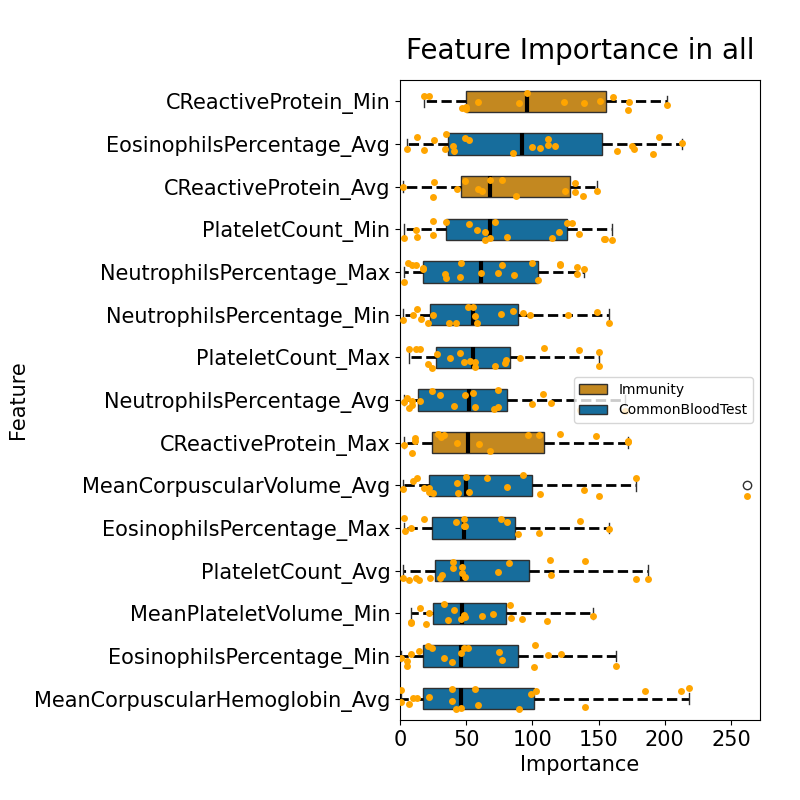 Feature Importance in all
CReactiveProtein_Min
EosinophilsPercentage_Avg
CReactiveProtein_Avg
PlateletCount_Min
NeutrophilsPercentage_Max
NeutrophilsPercentage_Min
PlateletCount_Max
NeutrophilsPercentage_Avg
CReactiveProtein_Max
MeanCorpuscularVolume_Avg
EosinophilsPercentage_Max
PlateletCount_Avg
MeanPlateletVolume_Min
EosinophilsPercentage_Min
MeanCorpuscularHemoglobin_Avg
Feature
Immunity
CommonBloodTest
0 50 100 150 200 250
Importance